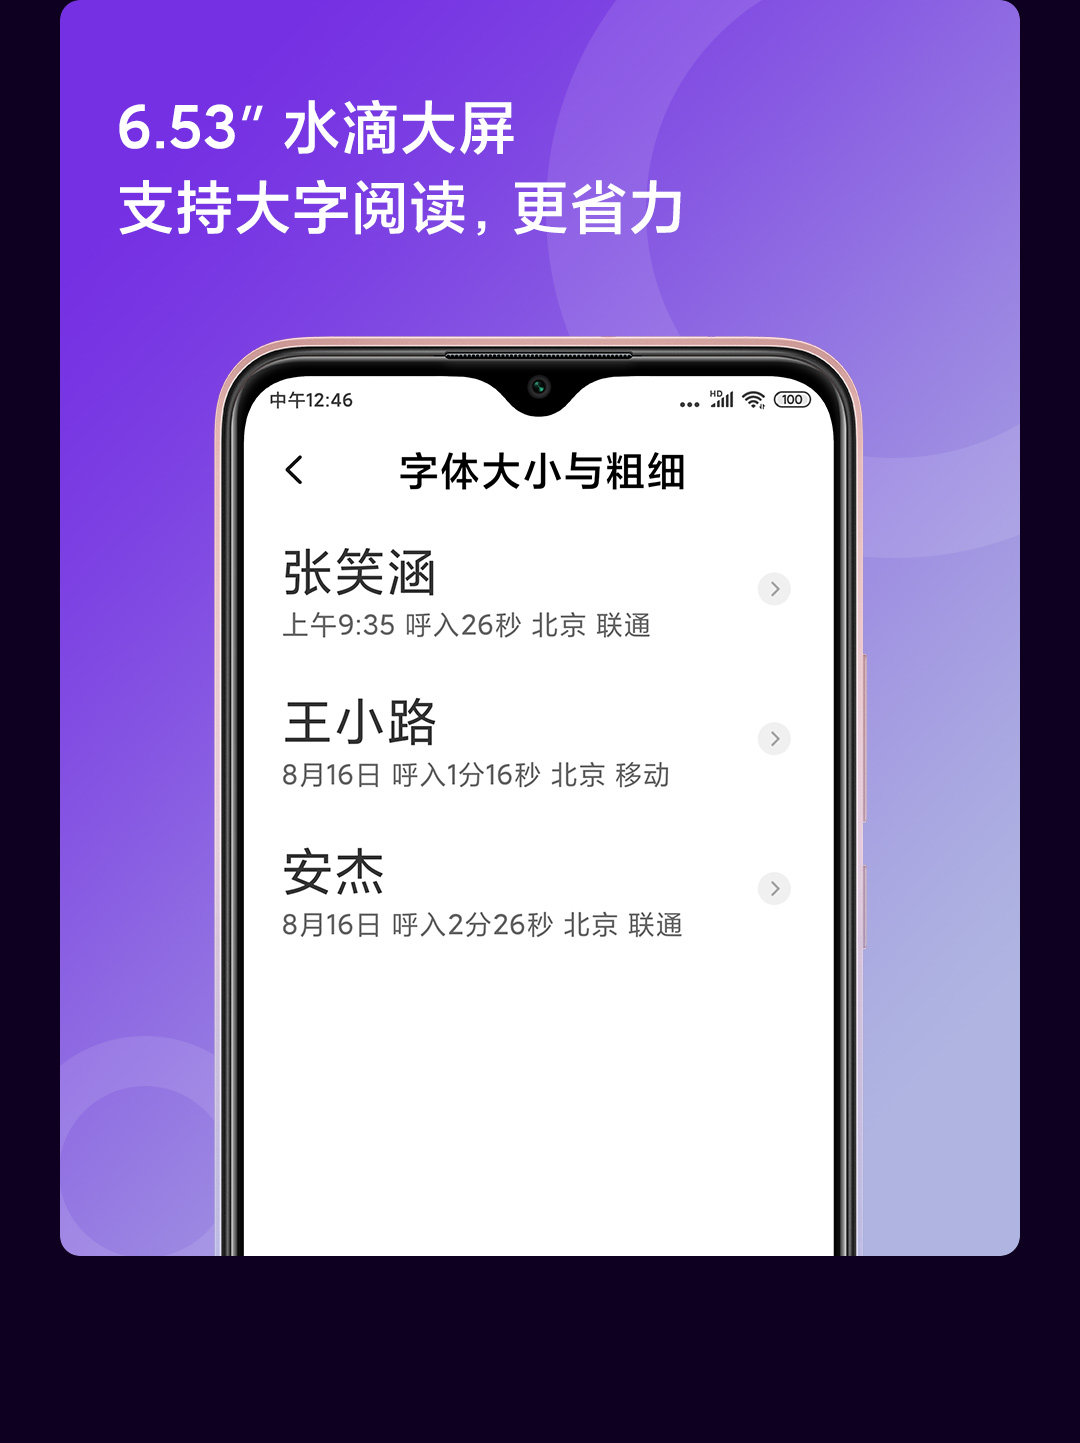 6.53” 水滴大屏
支持大字阅读，更省力
中午12:46
HD
100
字体大小与粗细
张笑涵
上午9:35 呼入26秒 北京 联通
王小路
8月16日 呼入1分16秒 北京 移动
安杰
8月16日 呼入2分26秒 北京 联通